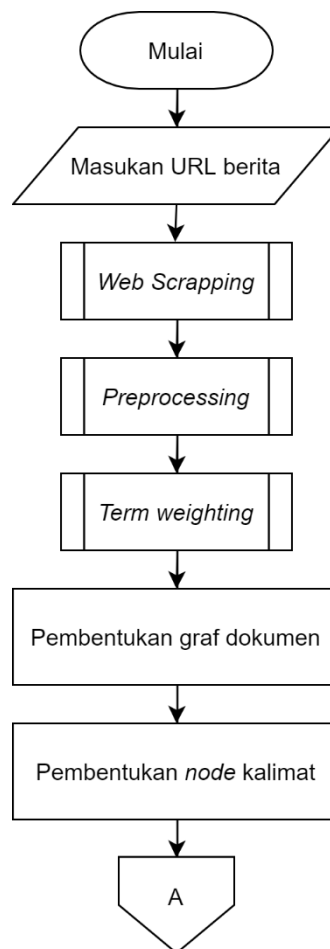 Mulai
Masukan URL berita
Web Scrapping
Preprocessing
Term weighting
Pembentukan graf dokumen
Pembentukan node kalimat
A